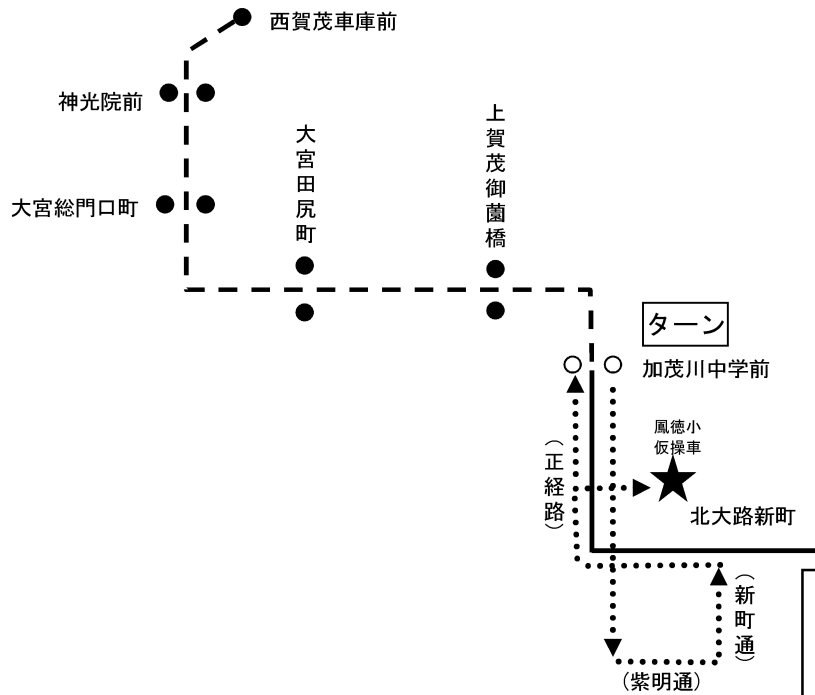 西賀茂車庫前
神光院前
大宮総門口町
大宮田尻町
上賀茂御薗橋
ターン
加茂川中学前
鳳徳小
仮操車
北大路新町
(正経路)
(新町通)
(紫明通)